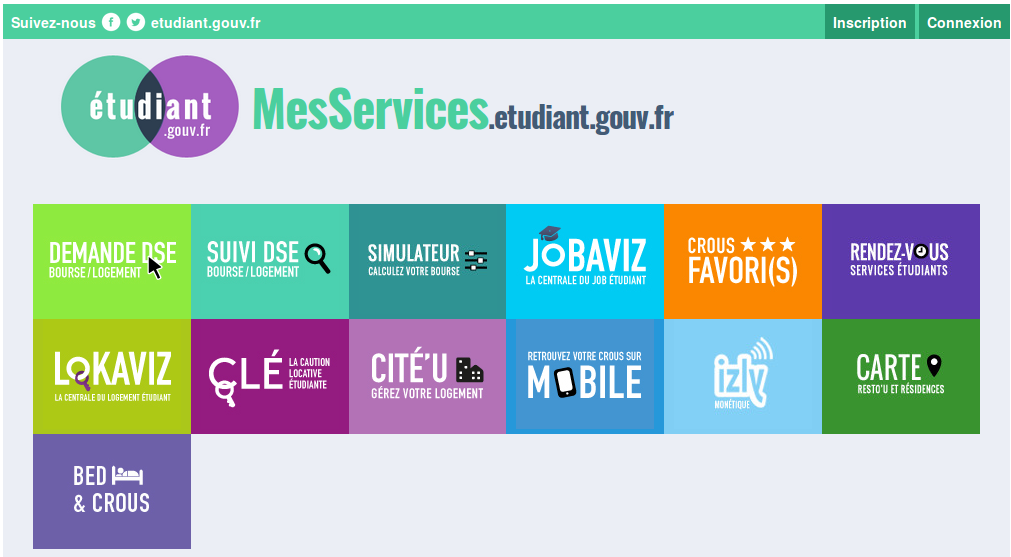 Suivez-nous etudiant.gouv.fr Inscription Connexion
étudiant
.gouv.fr
MesServices.etudiant.gouv.fr
DEMANDE DSE
BOURSE / LOGEMENT
SUIVI DSE
BOURSE / LOGEMENT
SIMULATEUR
CALCULEZ VOTRE BOURSE
JOBAVIZ
LA CENTRALE DU JOB ÉTUDIANT
CROUS
FAVORI(S)
RENDEZ-VOUS
SERVICES ÉTUDIANTS
LOKAVIZ
LA CENTRALE DU LOGEMENT ÉTUDIANT
CLÉ
LA CAUTION
LOCATIVE
ÉTUDIANTE
CITÉ'U
GÉREZ VOTRE LOGEMENT
RETROUVEZ VOTRE CROUS SUR
MOBILE
izly
MONÉTIQUE
CARTE
RESTO'U ET RÉSIDENCES
BED
& CROUS